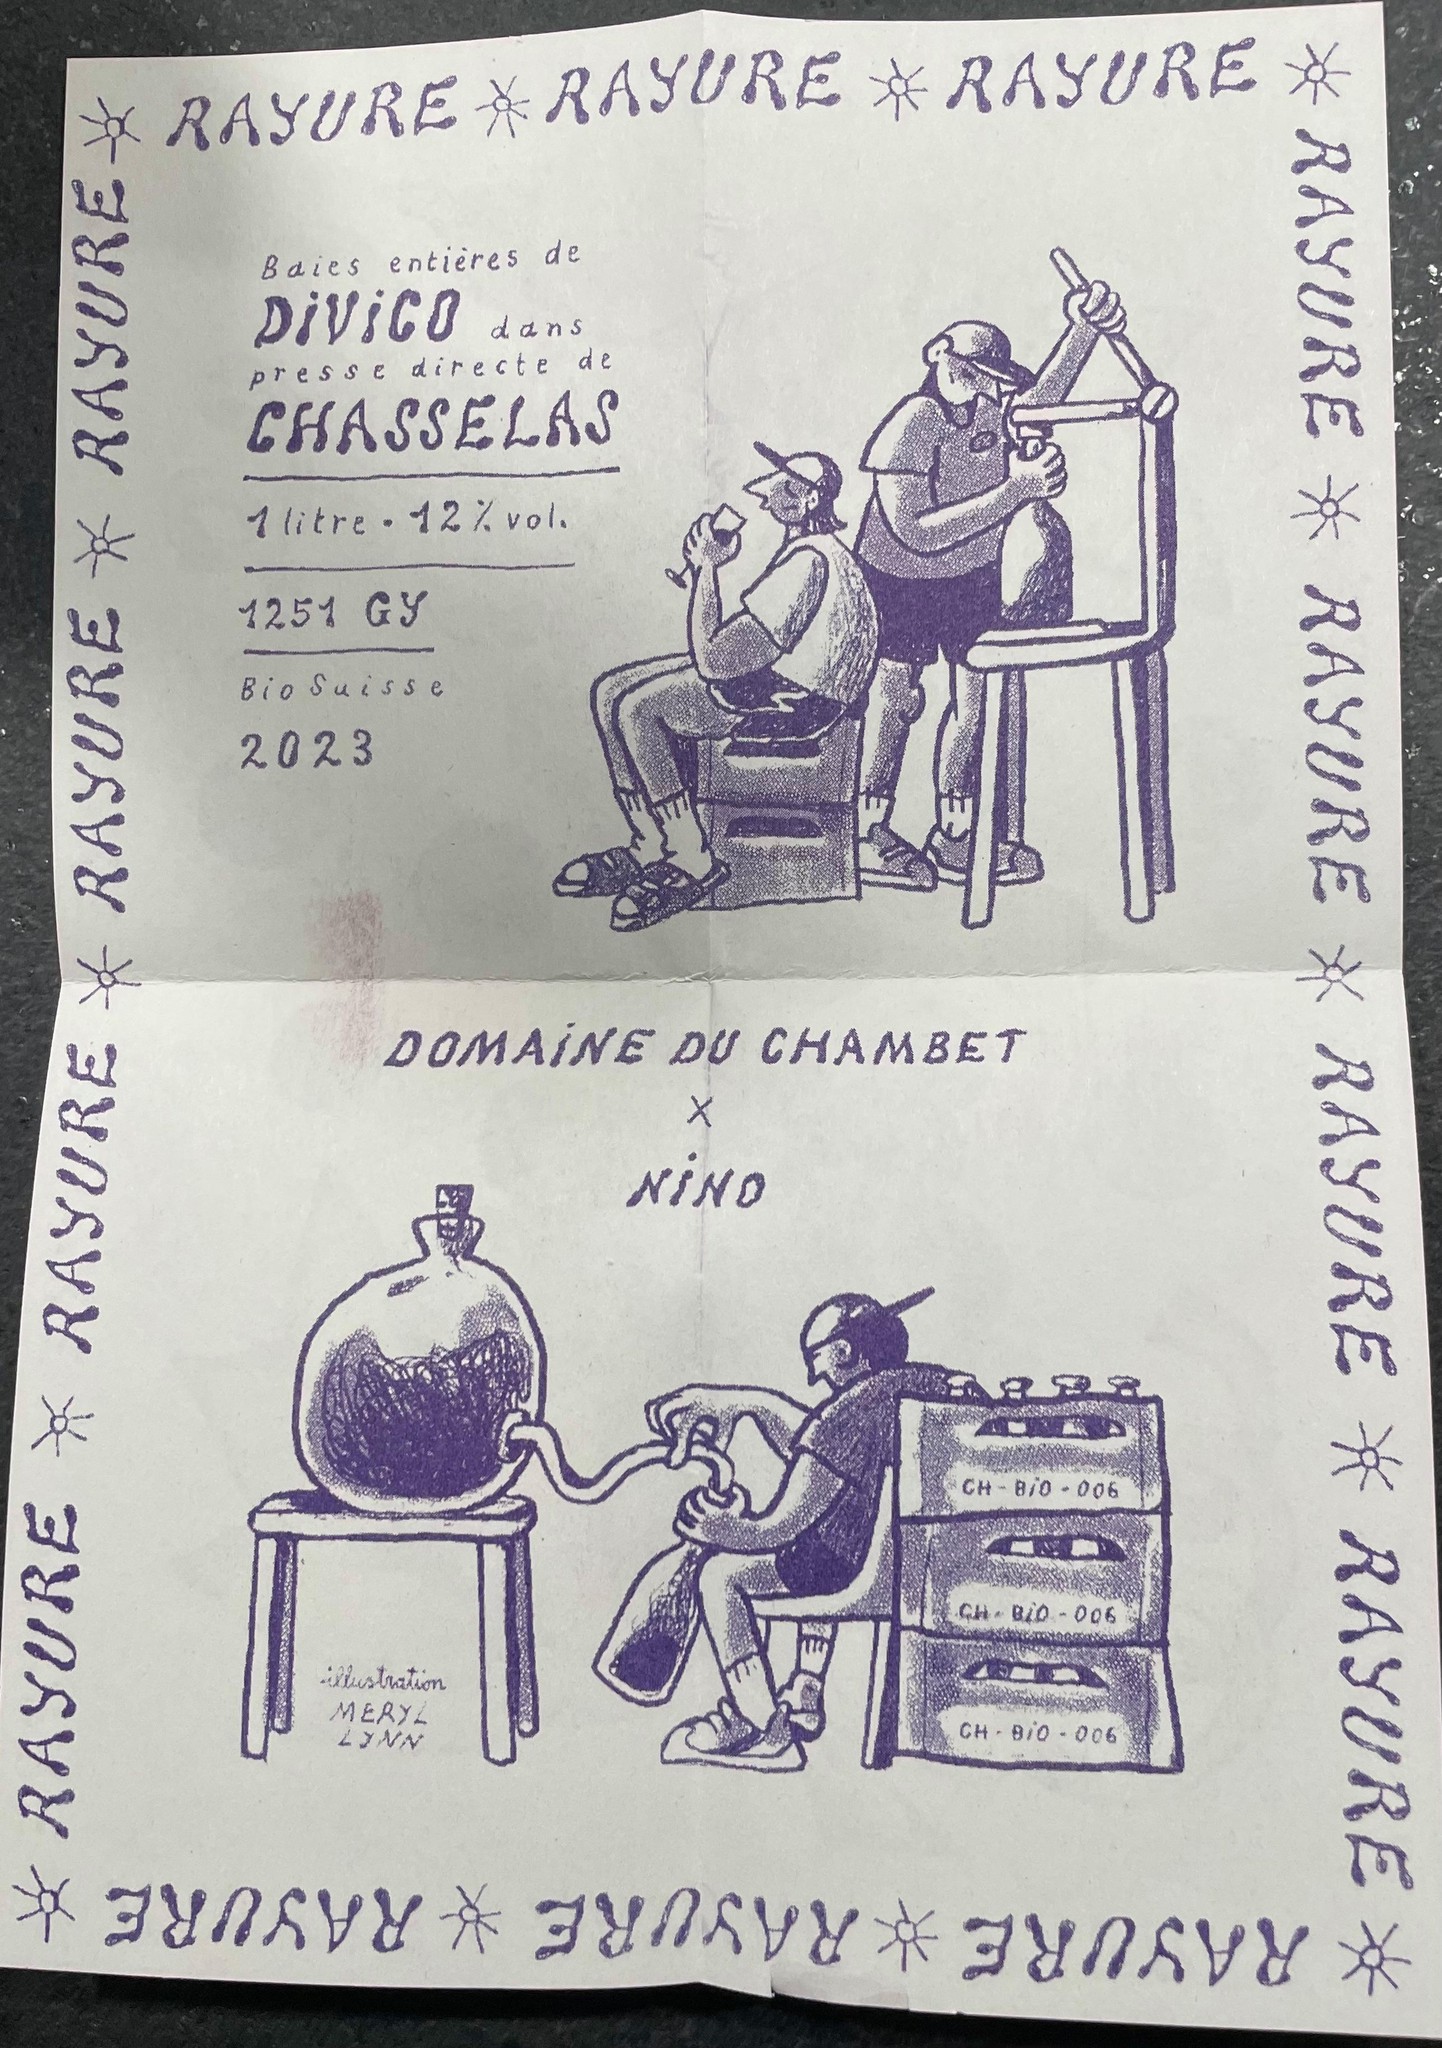 RAYURE RAYURE RAYURE
RAYURE
RAYURE
RAYURE
RAYURE
RAYURE
RAYURE
RAYURE
RAYURE
Baies entières de
DiViCO dans
presse directe de
CHASSELAS
1 litre . 12 % vol.
1251 GY
Bio Suisse
2023
DOMAiNE DU CHAMBET
X
NiNO
CH - BiO - 006
CH - BiO - 006
CH - BiO - 006
illustration
MERYL
LYNN
RAYURE RAYURE RAYURE